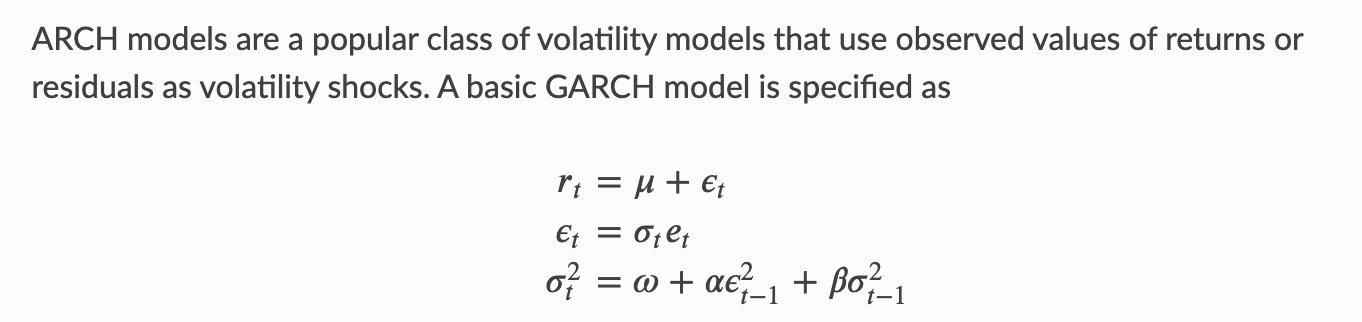 ARCH models are a popular class of volatility models that use observed values of returns or
residuals as volatility shocks. A basic GARCH model is specified as
r_t = μ + ϵ_t
ϵ_t = σ_t e_t
σ_t^2 = ω + αϵ_{t−1}^2 + βσ_{t−1}^2